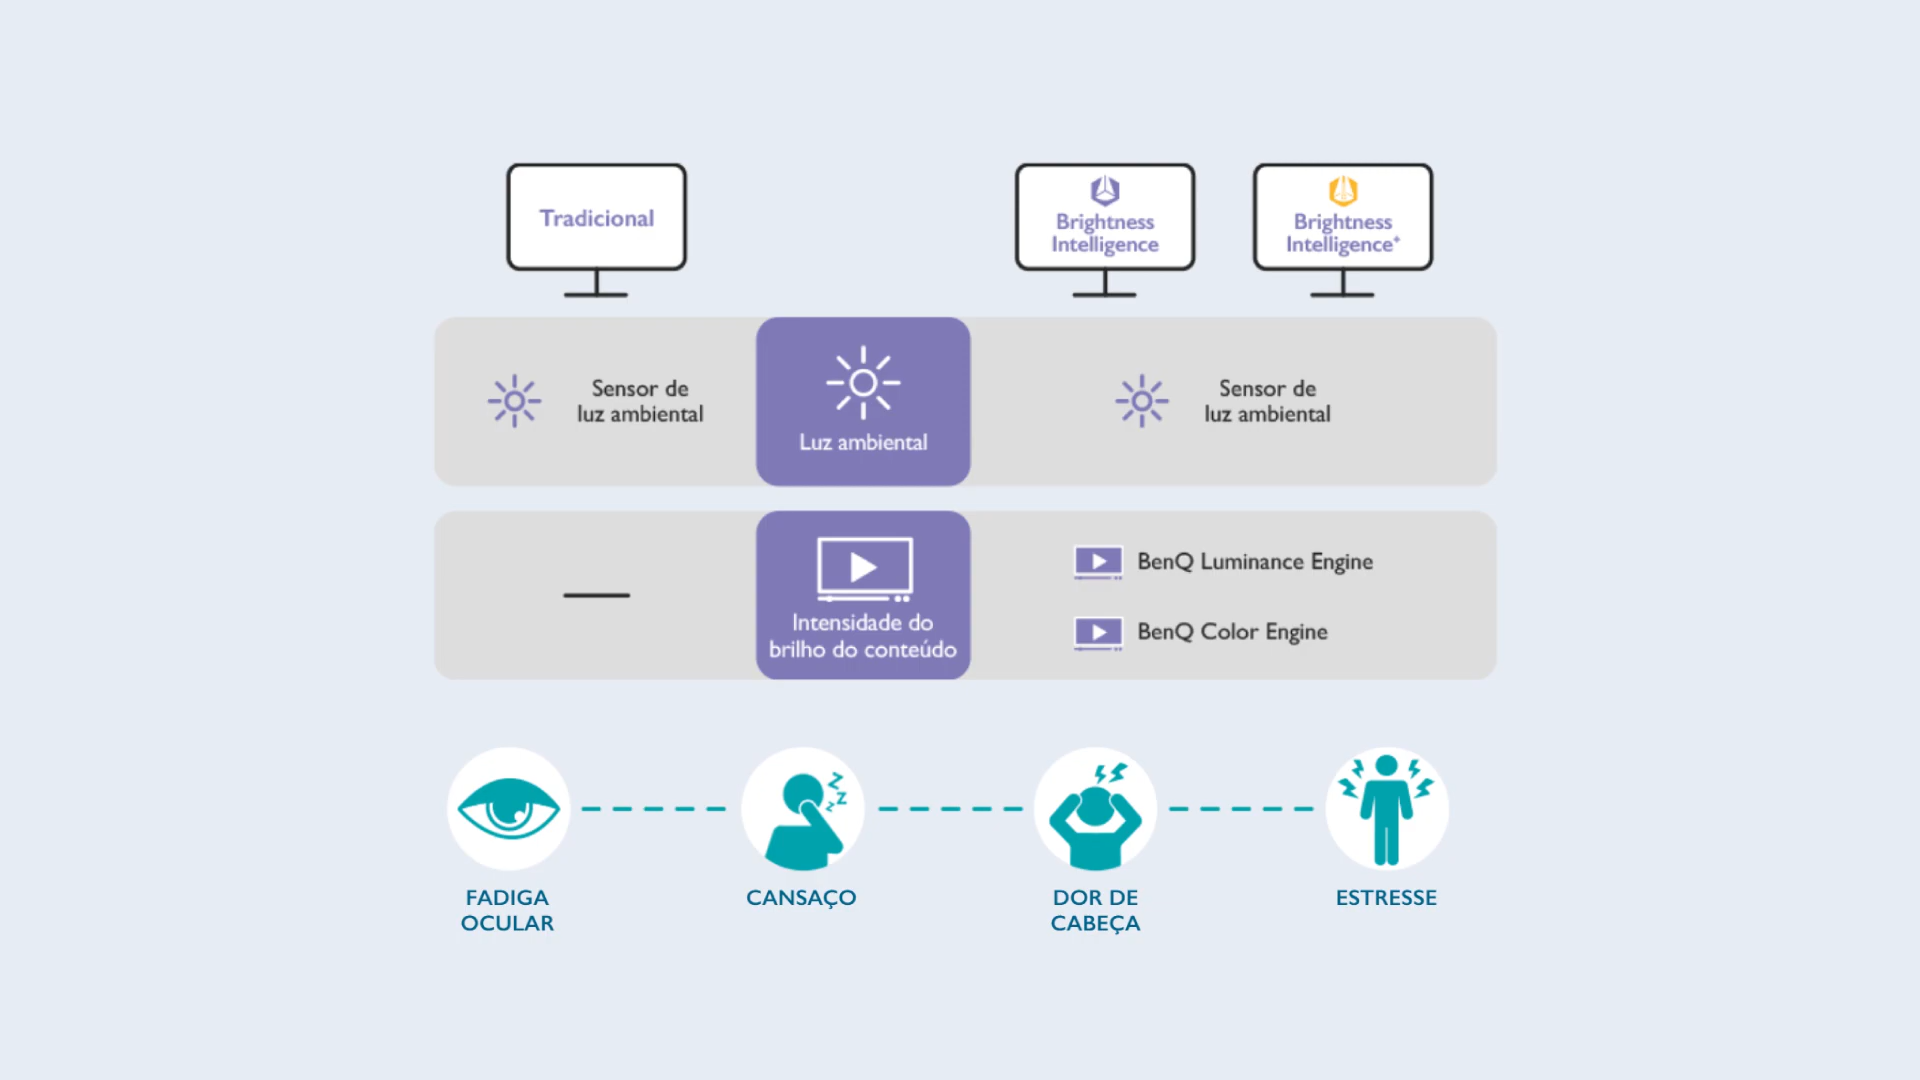 Tradicional
Brightness
Intelligence
Brightness
Intelligence+
Sensor de
luz ambiental
Luz ambiental
Sensor de
luz ambiental
Intensidade do
brilho do conteúdo
BenQ Luminance Engine
BenQ Color Engine
z z z
FADIGA
OCULAR
CANSAÇO
DOR DE
CABEÇA
ESTRESSE